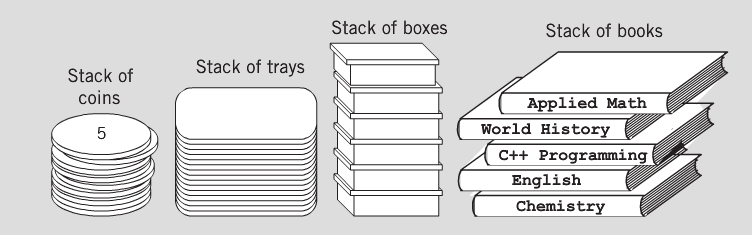 Stack of
coins
5
Stack of trays
Stack of boxes
Stack of books
Applied Math
World History
C++ Programming
English
Chemistry